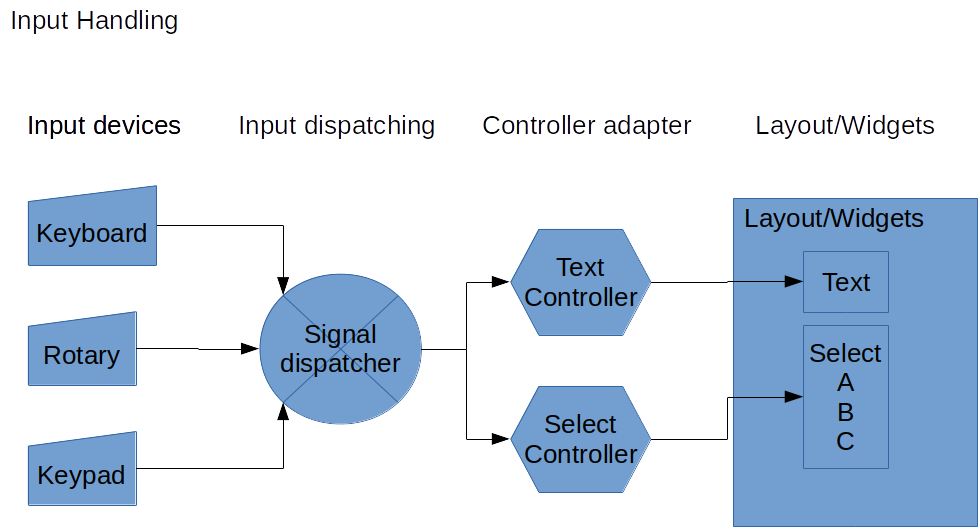 Input Handling
Input devices
Input dispatching
Controller adapter
Layout/Widgets
Keyboard
Rotary
Keypad
Signal
dispatcher
Text
Controller
Select
Controller
Layout/Widgets
Text
Select
A
B
C